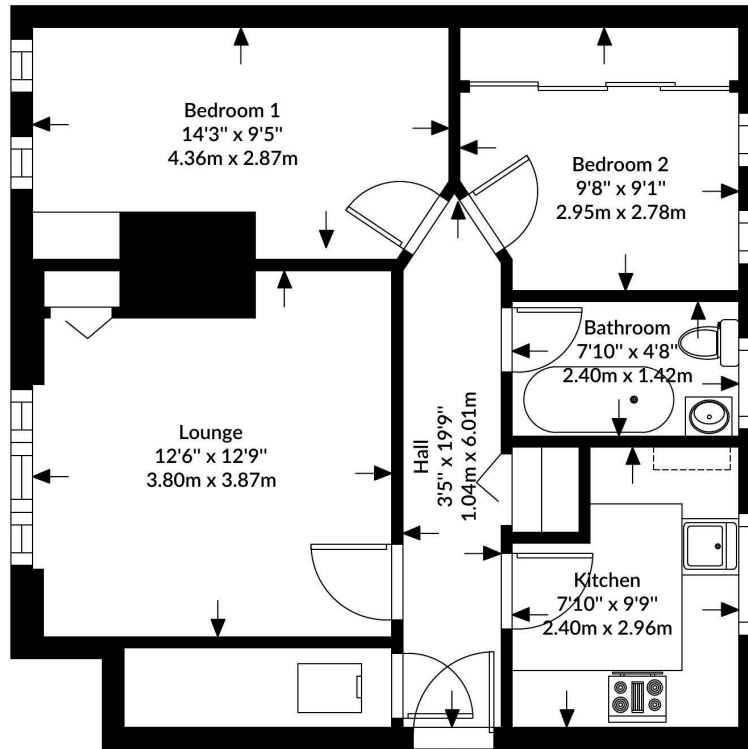 Bedroom 1
14'3" x 9'5"
4.36m x 2.87m
Bedroom 2
9'8" x 9'1"
2.95m x 2.78m
Bathroom
7'10" x 4'8"
2.40m x 1.42m
Lounge
12'6" x 12'9"
3.80m x 3.87m
Hall
3'5" x 19'9"
1.04m x 6.01m
Kitchen
7'10" x 9'9"
2.40m x 2.96m